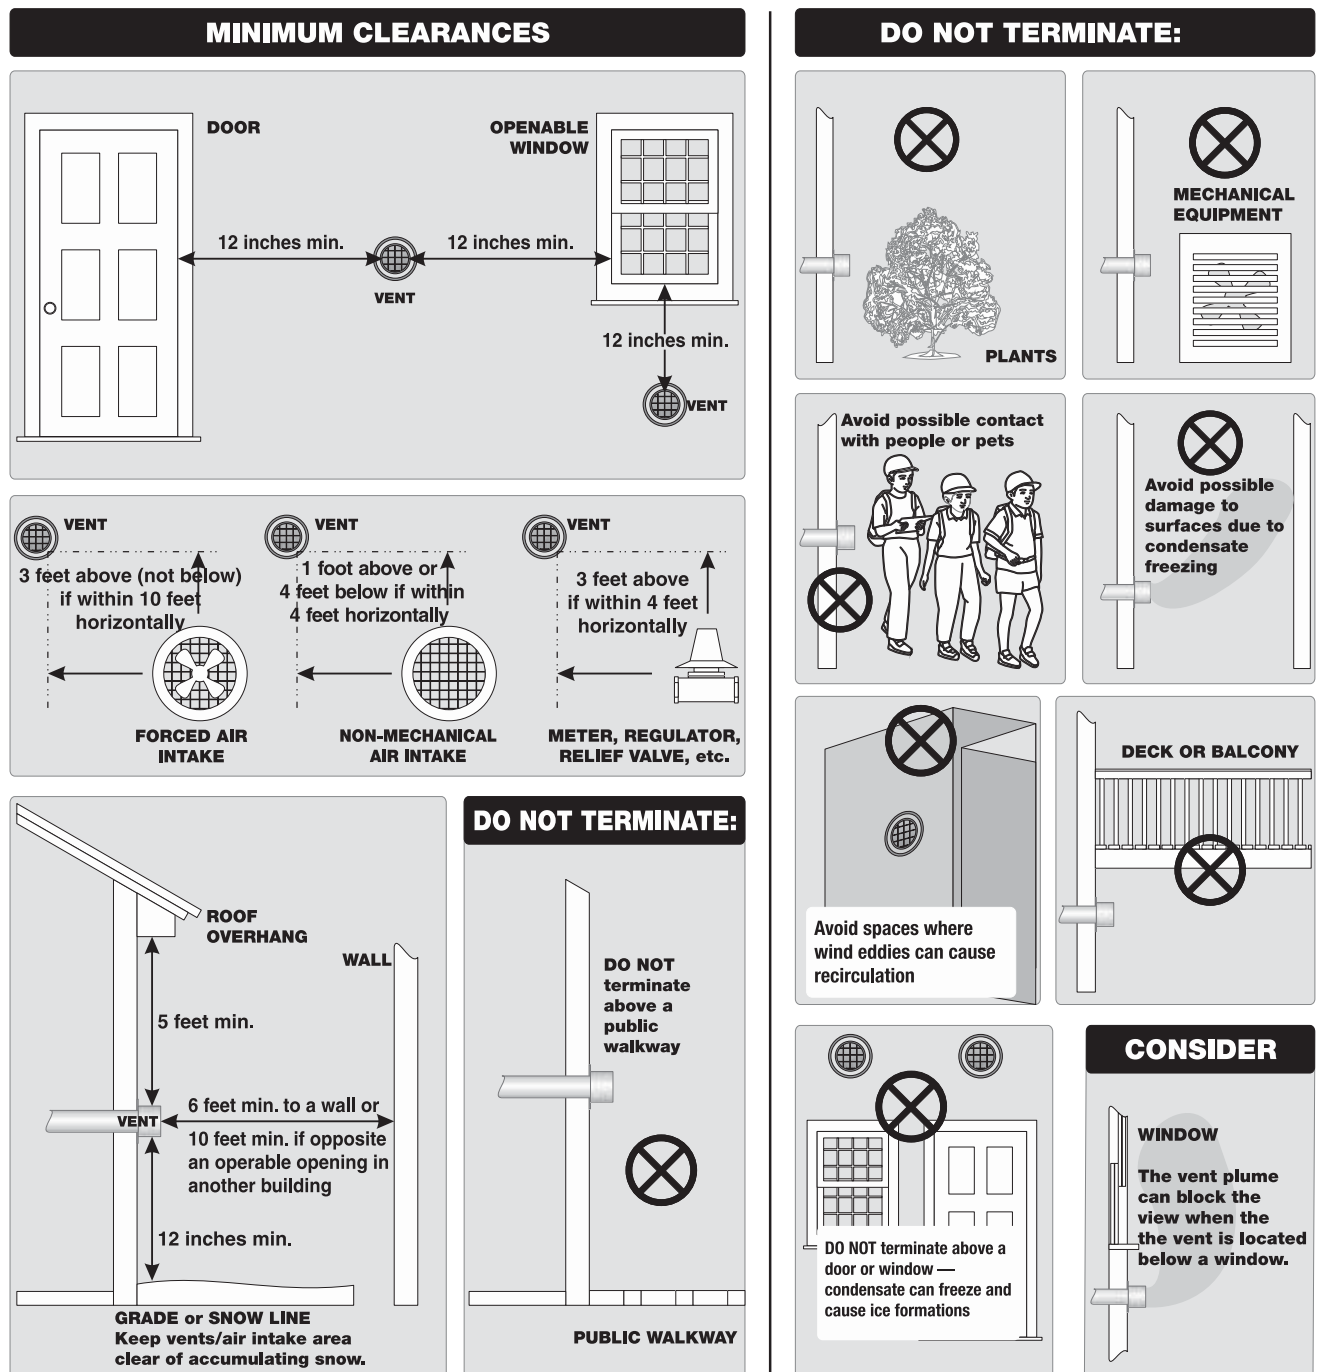 MINIMUM CLEARANCES
DOOR
OPENABLE
WINDOW
12 inches min.
12 inches min.
VENT
12 inches min.
VENT
VENT
3 feet above (not below)
if within 10 feet
horizontally
FORCED AIR
INTAKE
VENT
1 foot above or
4 feet below if within
4 feet horizontally
NON-MECHANICAL
AIR INTAKE
VENT
3 feet above
if within 4 feet
horizontally
METER, REGULATOR,
RELIEF VALVE, etc.
ROOF
OVERHANG
WALL
5 feet min.
VENT
6 feet min. to a wall or
10 feet min. if opposite
an operable opening in
another building
12 inches min.
GRADE or SNOW LINE
Keep vents/air intake area
clear of accumulating snow.
DO NOT TERMINATE:
DO NOT
terminate
above a
public
walkway
PUBLIC WALKWAY
DO NOT TERMINATE:
PLANTS
MECHANICAL
EQUIPMENT
Avoid possible contact
with people or pets
Avoid possible
damage to
surfaces due to
condensate
freezing
Avoid spaces where
wind eddies can cause
recirculation
DECK OR BALCONY
DO NOT terminate above a
door or window —
condensate can freeze and
cause ice formations
CONSIDER
WINDOW
The vent plume
can block the
view when the
the vent is located
below a window.